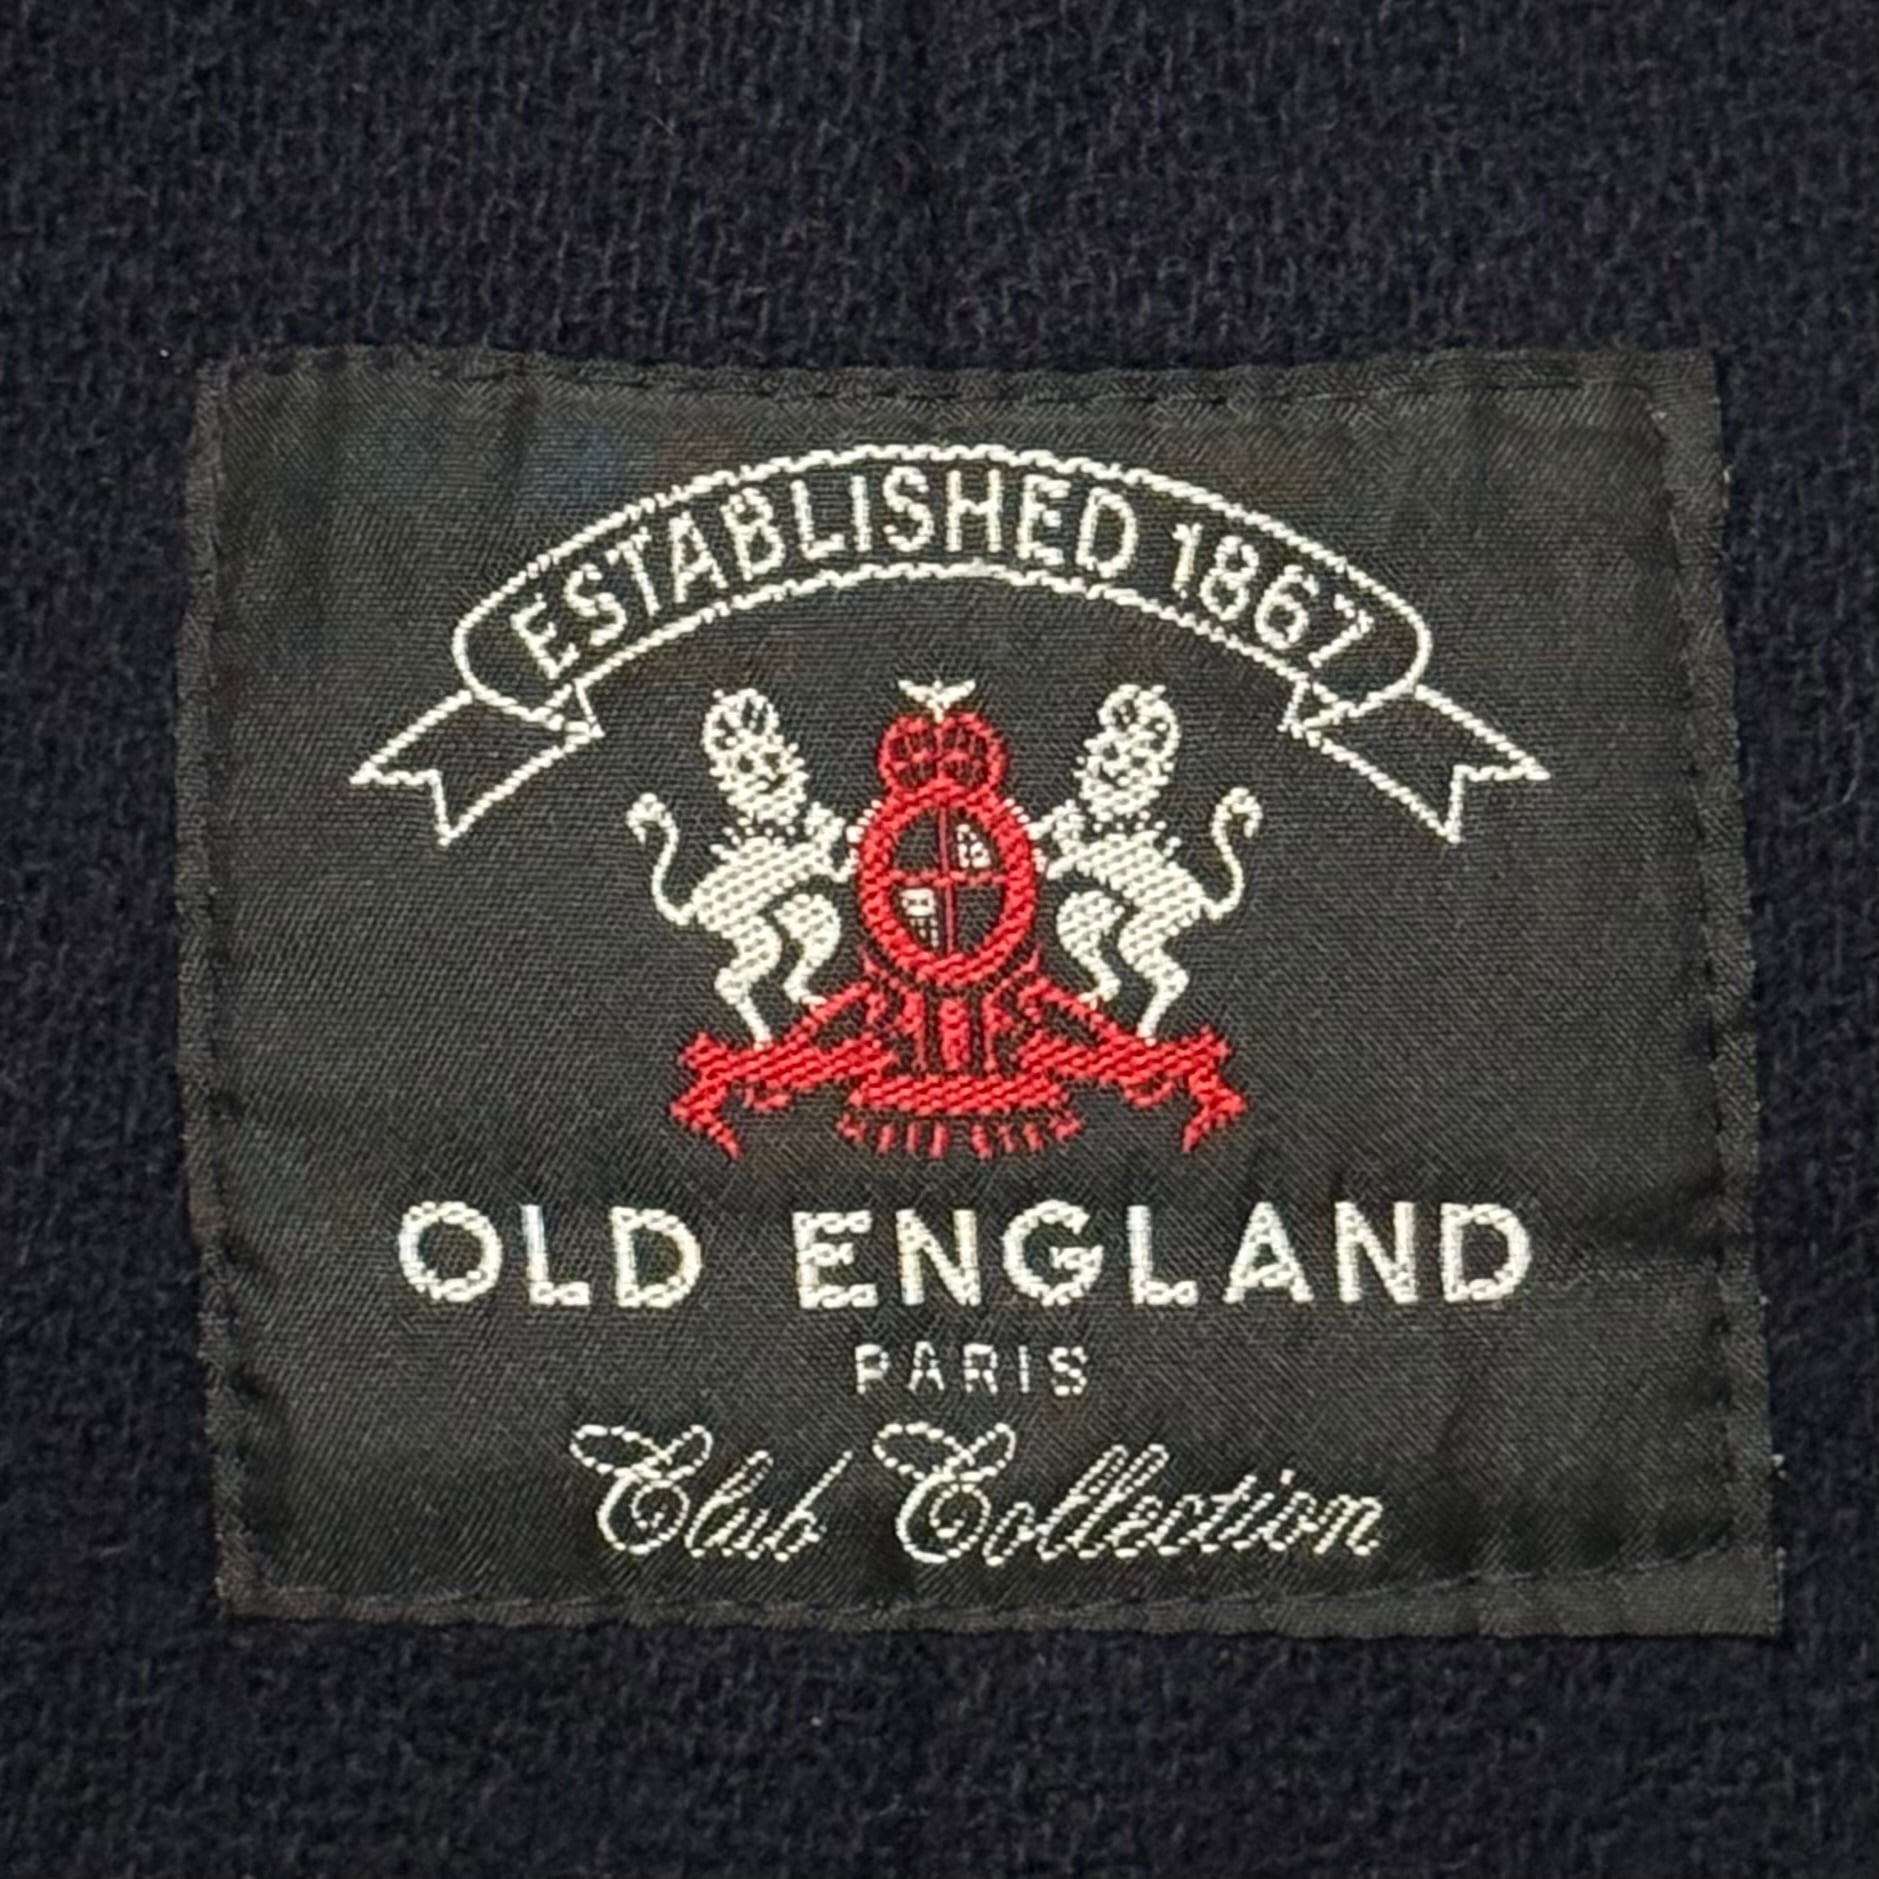 ESTABLISHED 1867
OLD ENGLAND
PARIS
Club Collection